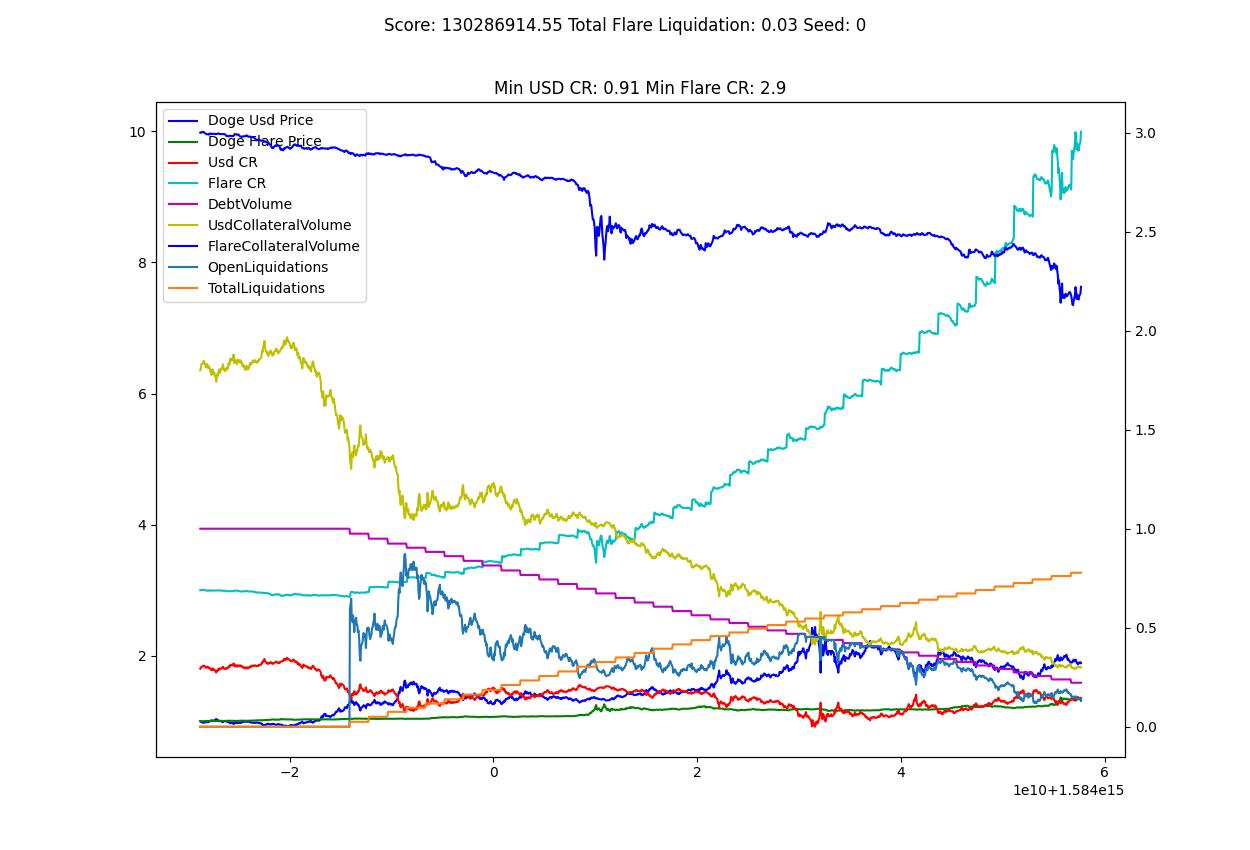 Score: 130286914.55 Total Flare Liquidation: 0.03 Seed: 0
Min USD CR: 0.91 Min Flare CR: 2.9
Doge Usd Price
Doge Flare Price
Usd CR
Flare CR
DebtVolume
UsdCollateralVolume
FlareCollateralVolume
OpenLiquidations
TotalLiquidations
10
8
6
4
2
3.0
2.5
2.0
1.5
1.0
0.5
0.0
−2
0
2
4
6
1e10+1.584e15